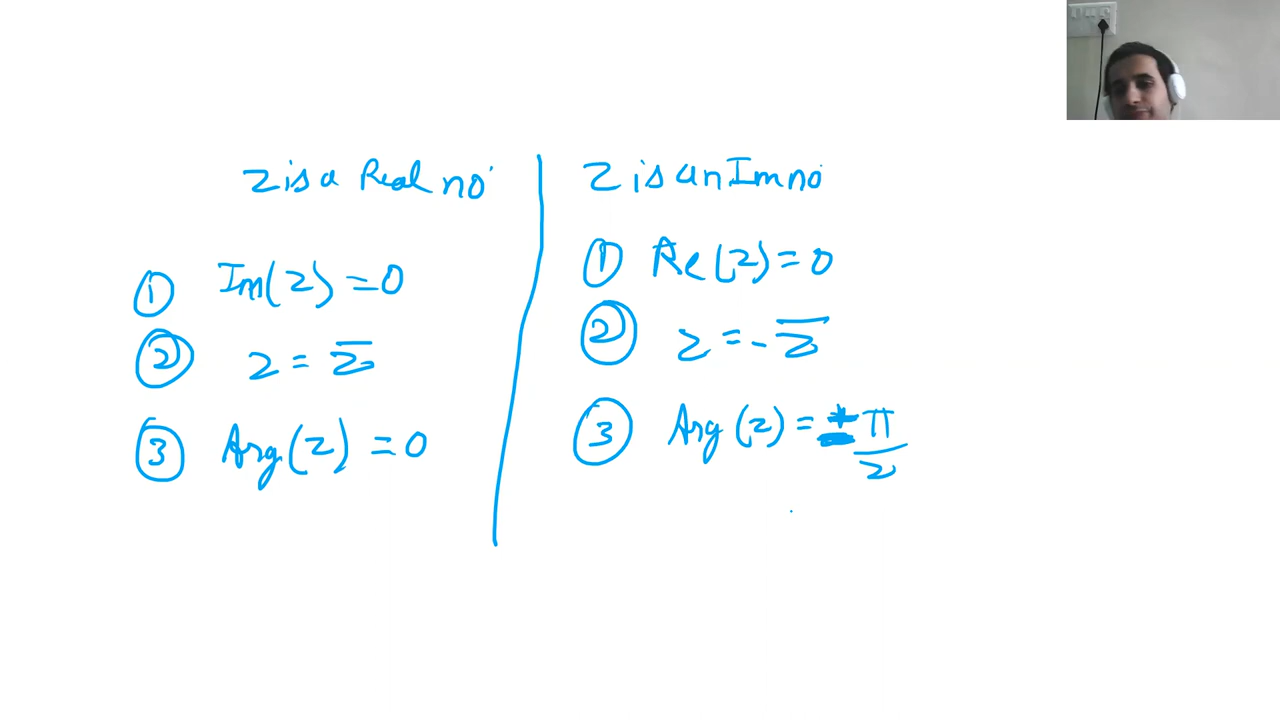 z is a Real no
① Im(z) = 0
② z = z̅
③ Arg(z) = 0
z is an Im no
① Re(z) = 0
② z = - z̅
③ Arg(z) = ± π/2